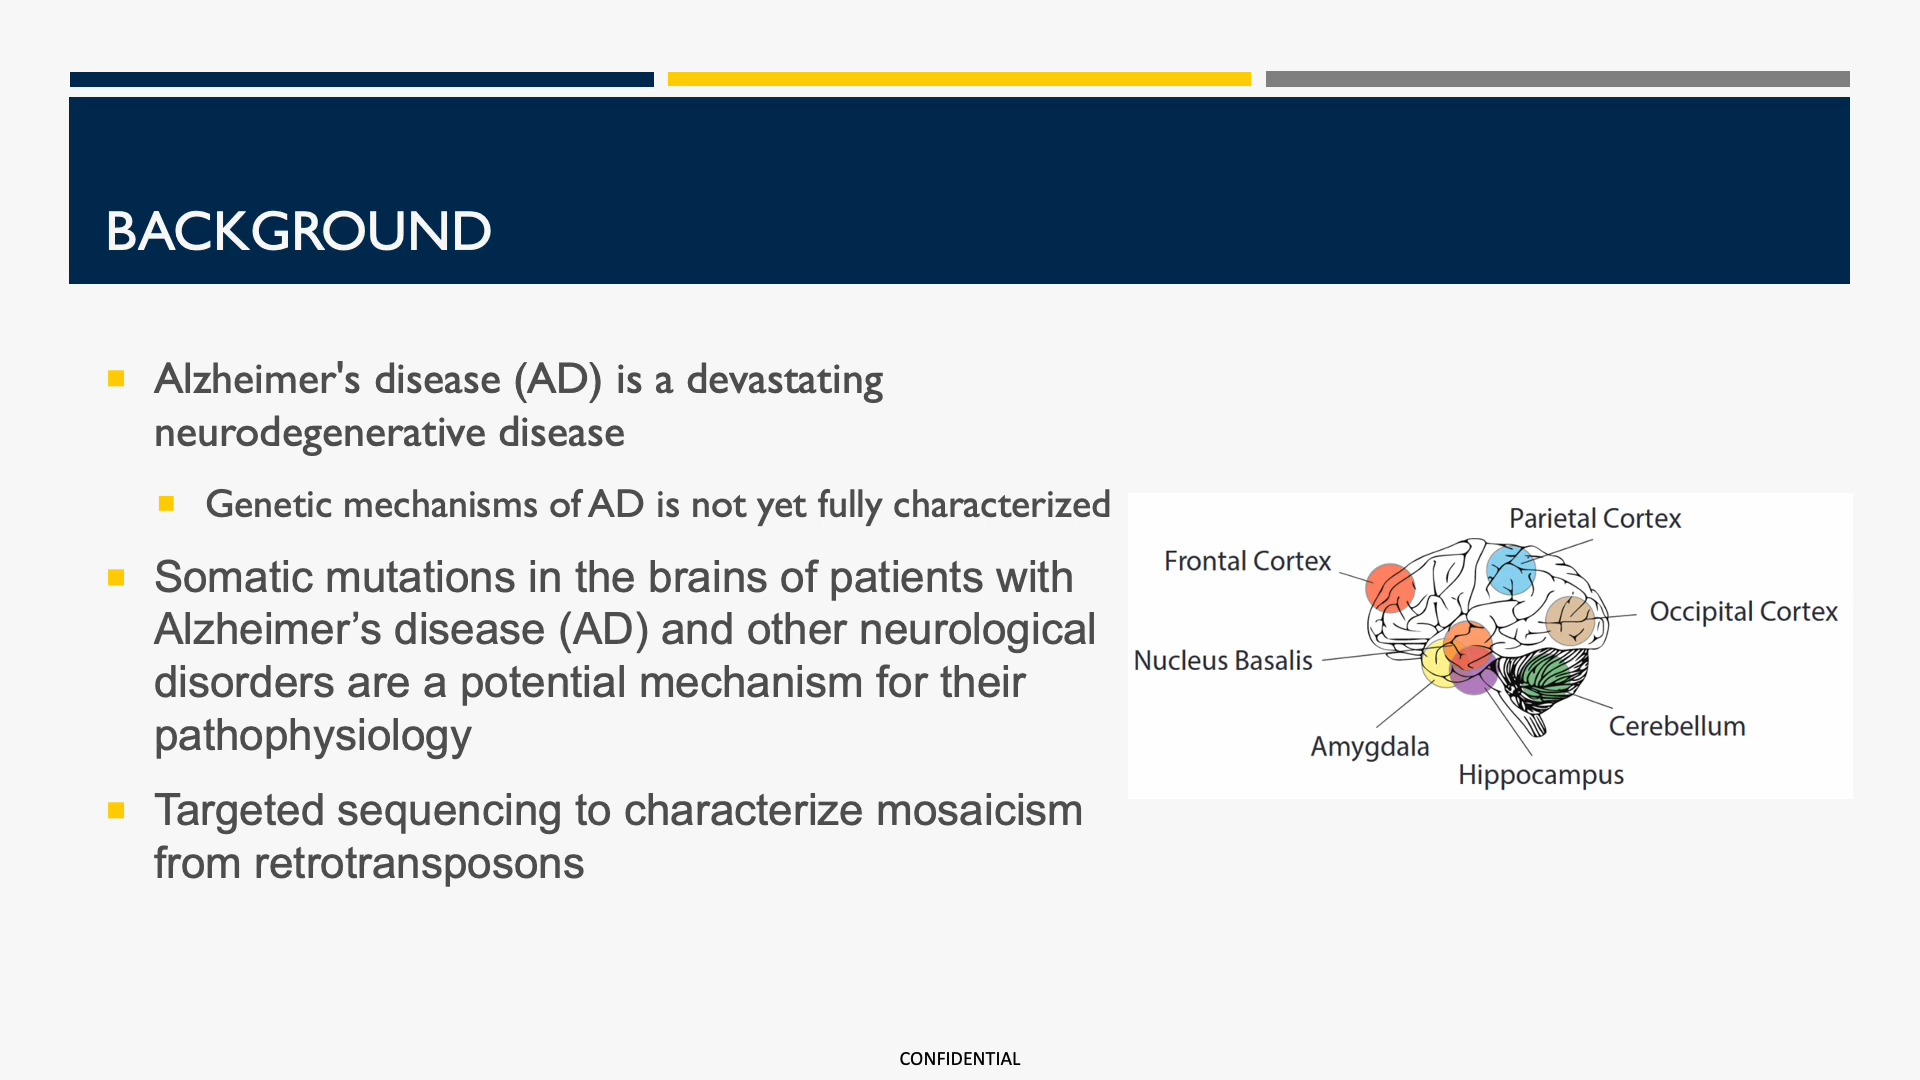 BACKGROUND
Alzheimer's disease (AD) is a devastating
neurodegenerative disease
Genetic mechanisms of AD is not yet fully characterized
Somatic mutations in the brains of patients with
Alzheimer’s disease (AD) and other neurological
disorders are a potential mechanism for their
pathophysiology
Targeted sequencing to characterize mosaicism
from retrotransposons
Parietal Cortex
Frontal Cortex
Occipital Cortex
Nucleus Basalis
Cerebellum
Amygdala
Hippocampus
CONFIDENTIAL